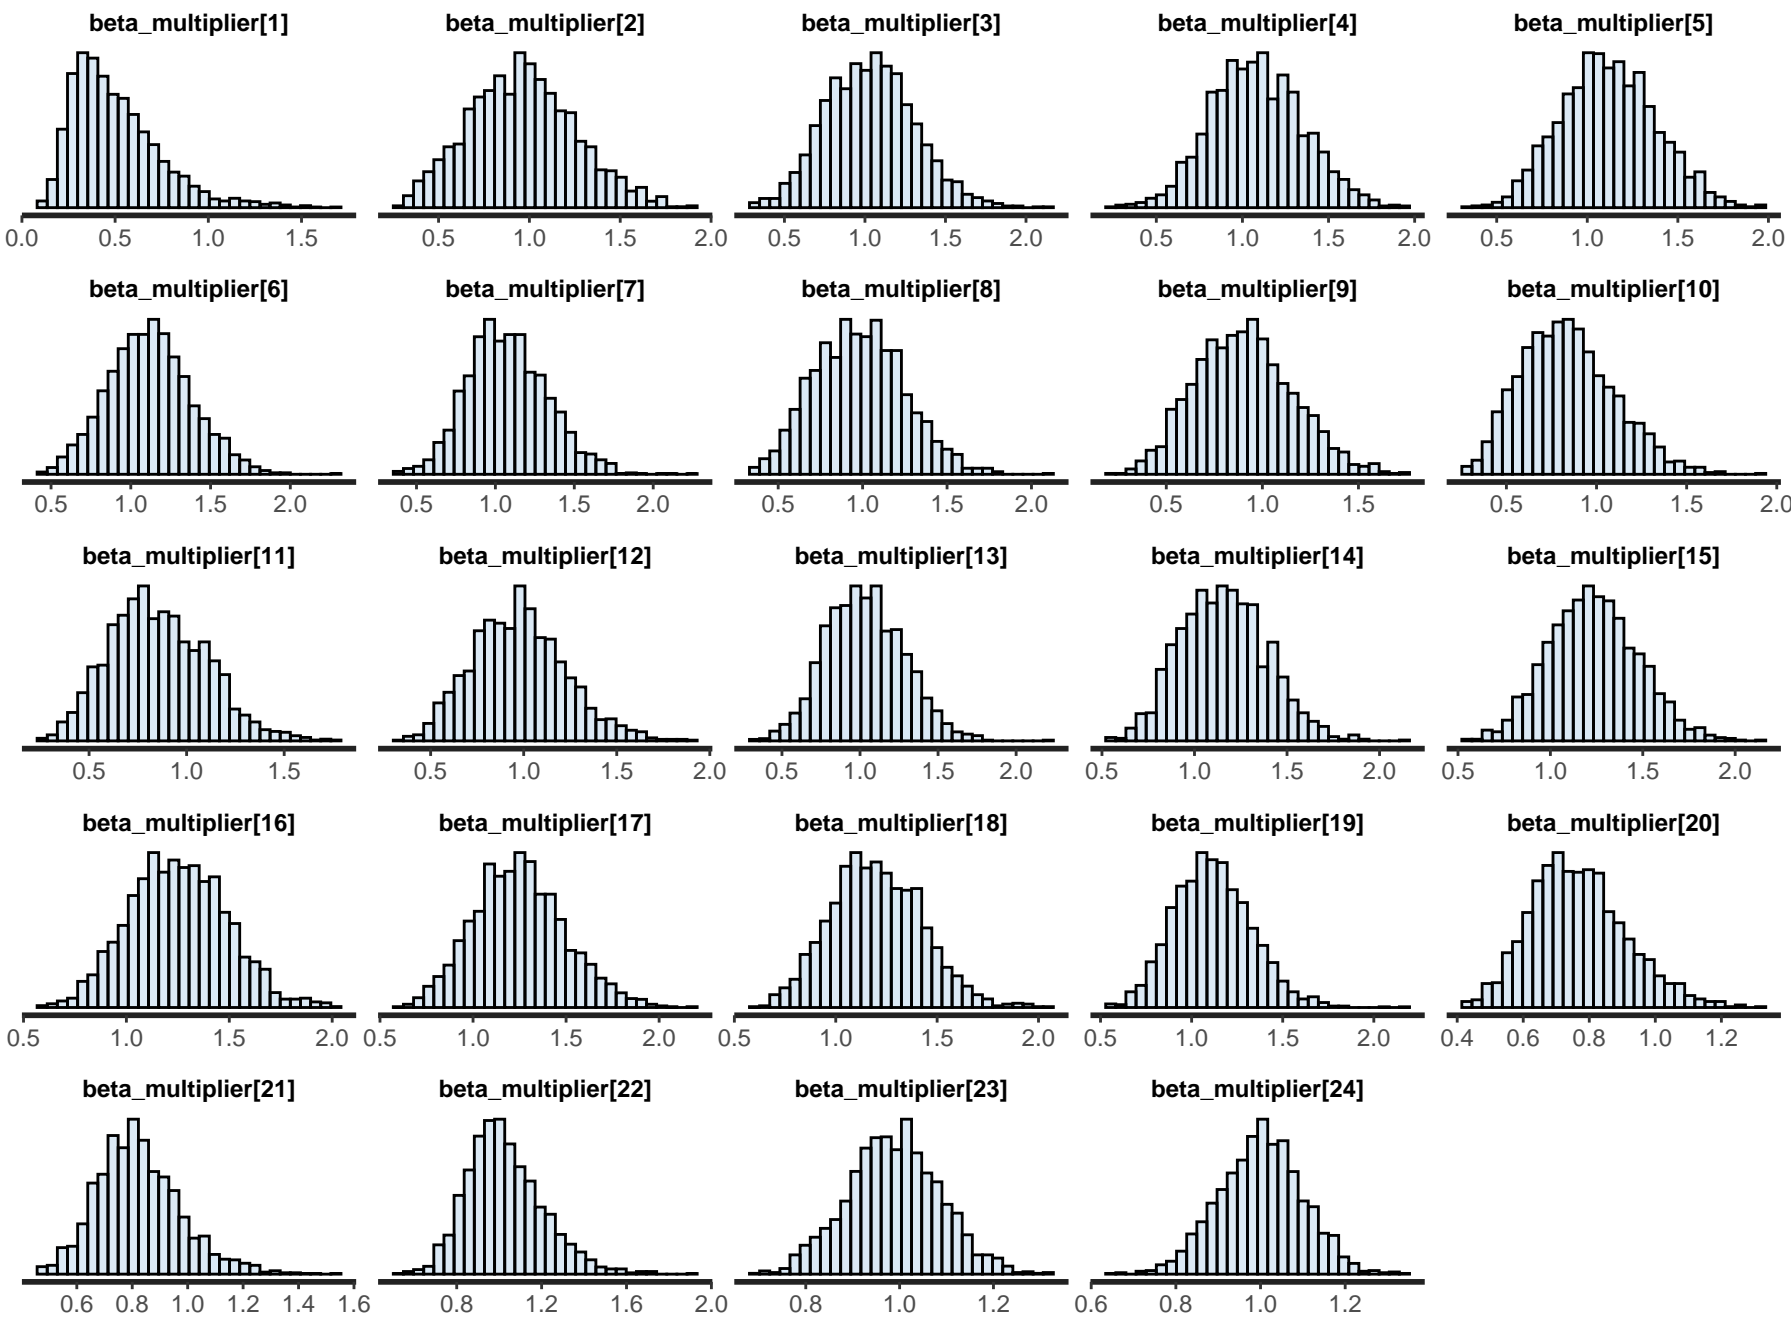 beta_multiplier[1] beta_multiplier[2] beta_multiplier[3] beta_multiplier[4] beta_multiplier[5]
0.0 0.5 1.0 1.5 0.5 1.0 1.5 2.0 0.5 1.0 1.5 2.0 0.5 1.0 1.5 2.0 0.5 1.0 1.5 2.0
beta_multiplier[6] beta_multiplier[7] beta_multiplier[8] beta_multiplier[9] beta_multiplier[10]
0.5 1.0 1.5 2.0 0.5 1.0 1.5 2.0 0.5 1.0 1.5 2.0 0.5 1.0 1.5 0.5 1.0 1.5 2.0
beta_multiplier[11] beta_multiplier[12] beta_multiplier[13] beta_multiplier[14] beta_multiplier[15]
0.5 1.0 1.5 0.5 1.0 1.5 2.0 0.5 1.0 1.5 2.0 0.5 1.0 1.5 2.0 0.5 1.0 1.5 2.0
beta_multiplier[16] beta_multiplier[17] beta_multiplier[18] beta_multiplier[19] beta_multiplier[20]
0.5 1.0 1.5 2.0 0.5 1.0 1.5 2.0 0.5 1.0 1.5 2.0 0.5 1.0 1.5 2.0 0.4 0.6 0.8 1.0 1.2
beta_multiplier[21] beta_multiplier[22] beta_multiplier[23] beta_multiplier[24]
0.6 0.8 1.0 1.2 1.4 1.6 0.8 1.2 1.6 2.0 0.8 1.0 1.2 0.6 0.8 1.0 1.2